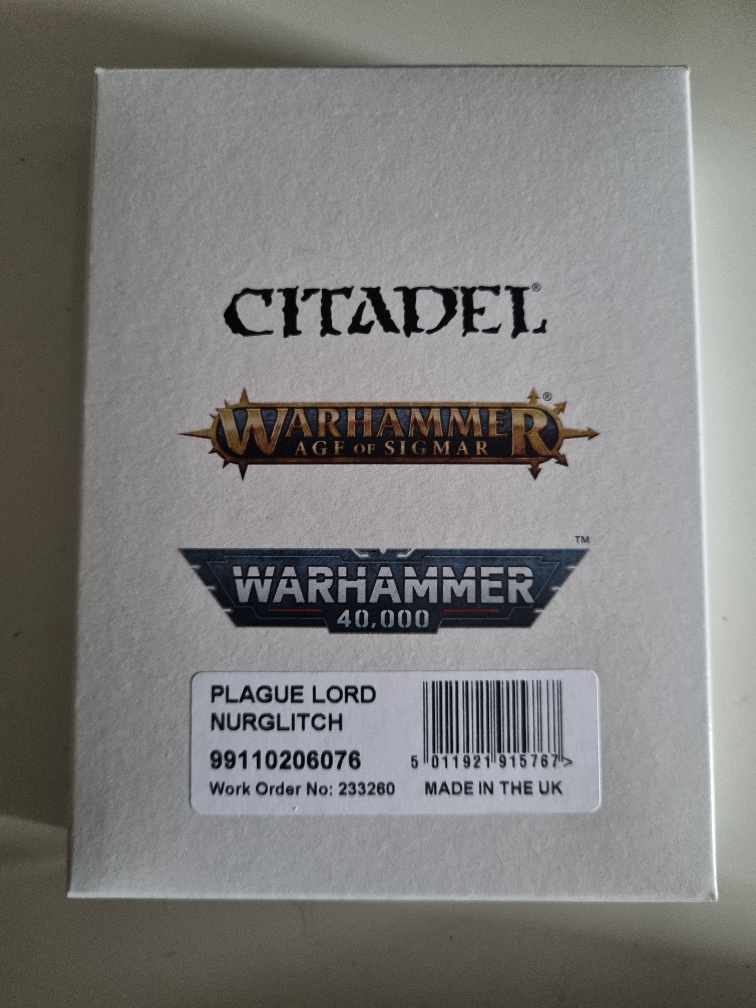 CITADEL®
WARHAMMER®
AGE OF SIGMAR
WARHAMMER™
40,000
PLAGUE LORD
NURGLITCH
99110206076
Work Order No: 233260
5 011921 915767 >
MADE IN THE UK